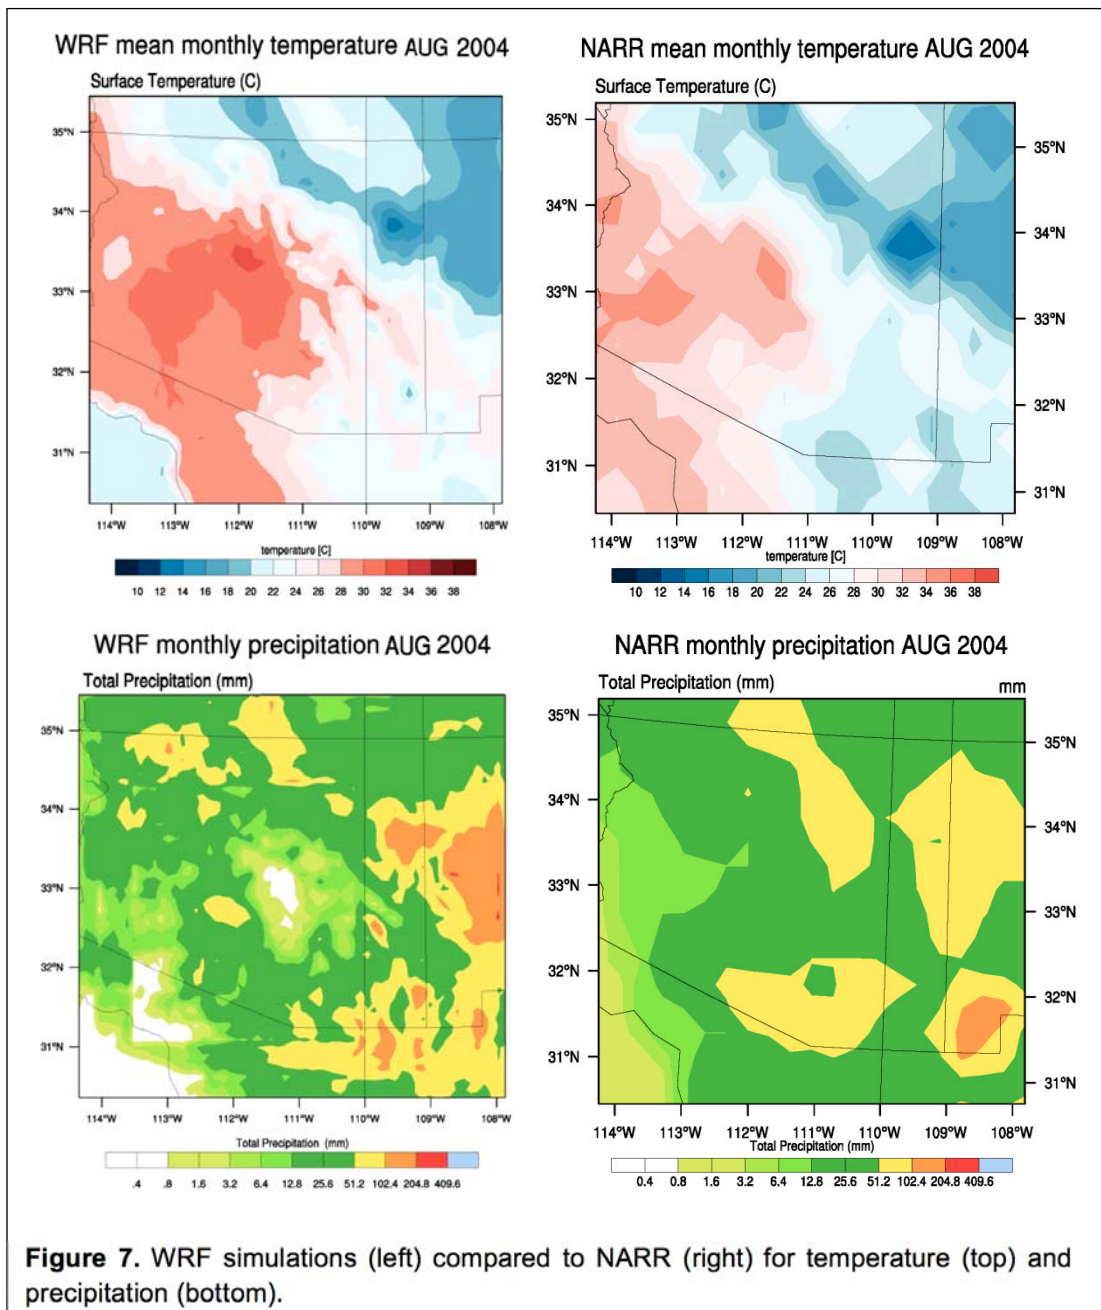 WRF mean monthly temperature AUG 2004
Surface Temperature (C)
35°N
34°N
33°N
32°N
31°N
114°W 113°W 112°W 111°W 110°W 109°W 108°W
temperature [C]
10 12 14 16 18 20 22 24 26 28 30 32 34 36 38
NARR mean monthly temperature AUG 2004
Surface Temperature (C)
35°N 35°N
34°N 34°N
33°N 33°N
32°N 32°N
31°N 31°N
114°W 113°W 112°W 111°W 110°W 109°W 108°W
temperature [C]
10 12 14 16 18 20 22 24 26 28 30 32 34 36 38
WRF monthly precipitation AUG 2004
Total Precipitation (mm)
35°N
34°N
33°N
32°N
31°N
114°W 113°W 112°W 111°W 110°W 109°W 108°W
Total Precipitation (mm)
.4 .8 1.6 3.2 6.4 12.8 25.6 51.2 102.4 204.8 409.6
NARR monthly precipitation AUG 2004
Total Precipitation (mm) mm
35°N 35°N
34°N 34°N
33°N 33°N
32°N 32°N
31°N 31°N
114°W 113°W 112°W 111°W 110°W 109°W 108°W
Total Precipitation (mm)
0.4 0.8 1.6 3.2 6.4 12.8 25.6 51.2 102.4 204.8 409.6
Figure 7. WRF simulations (left) compared to NARR (right) for temperature (top) and
precipitation (bottom).